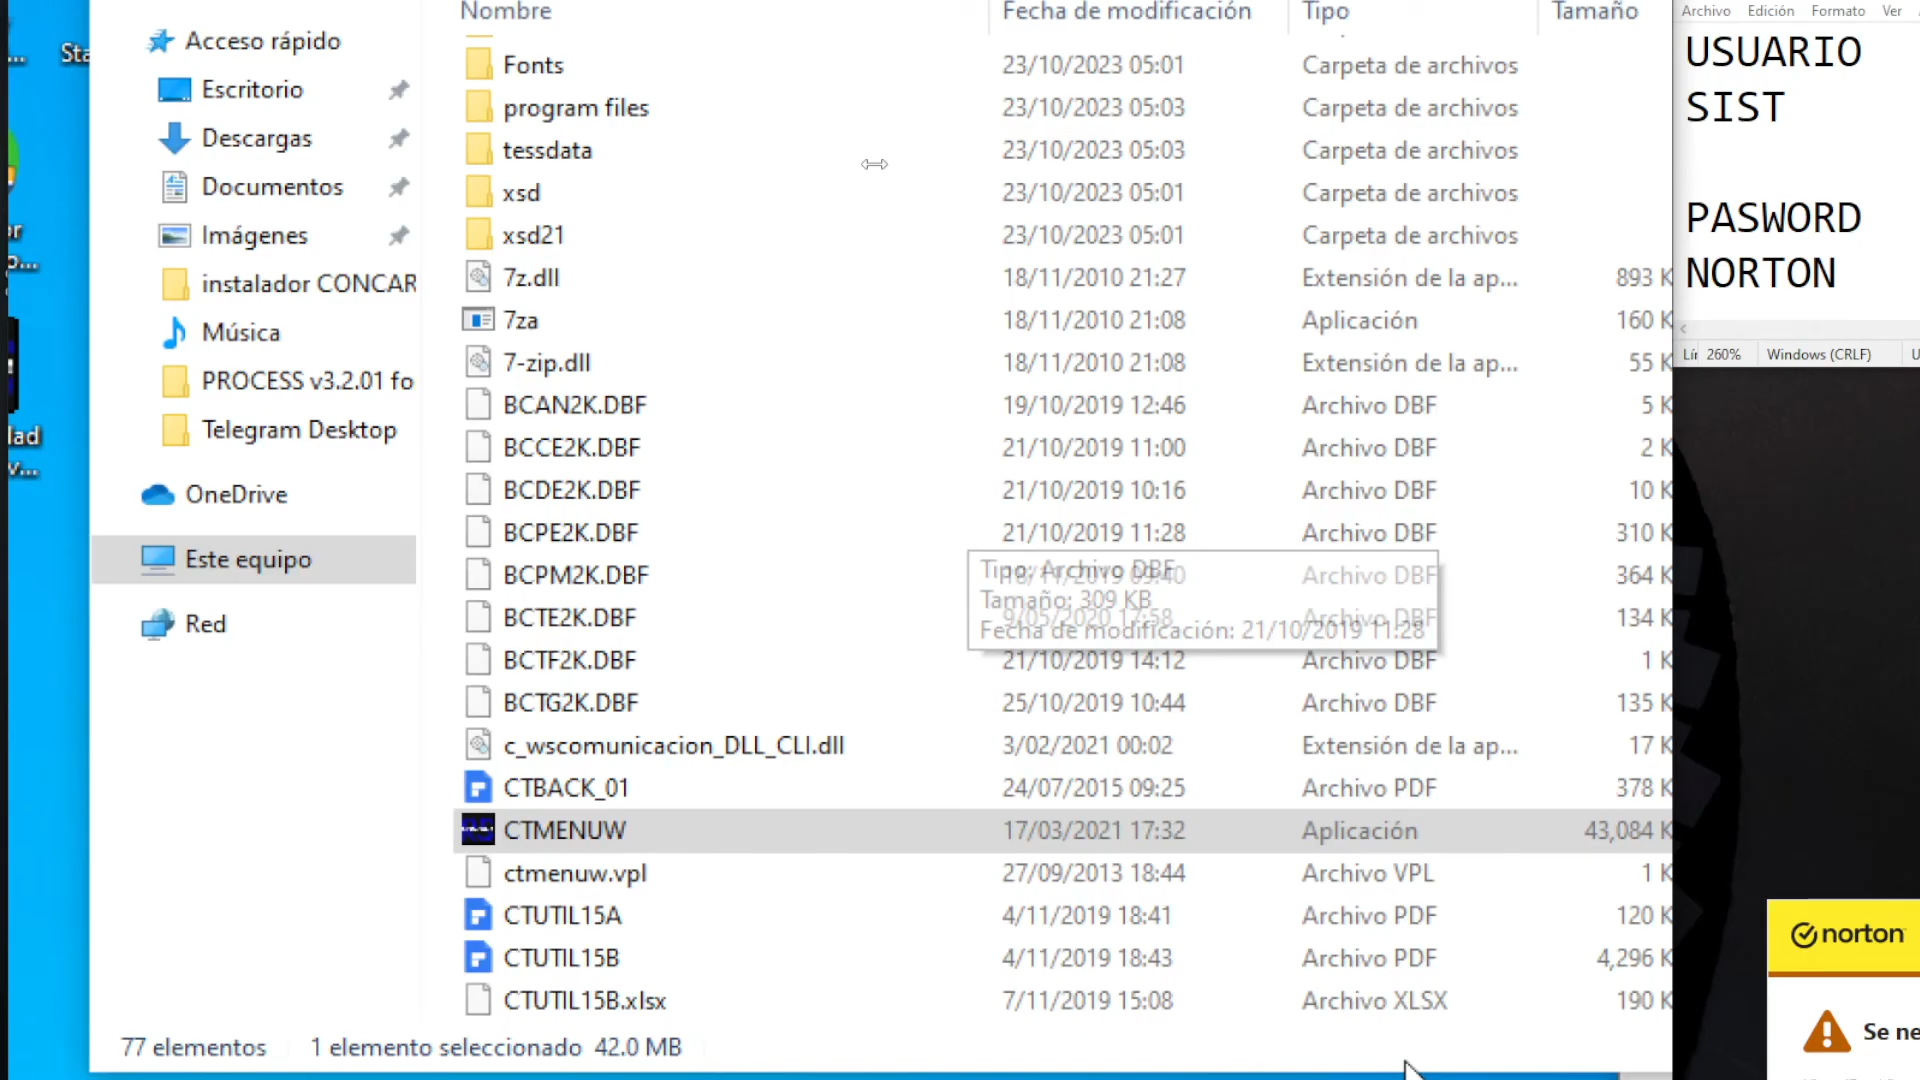 Nombre Fecha de modificación Tipo Tamaño
Fonts 23/10/2023 05:01 Carpeta de archivos
program files 23/10/2023 05:03 Carpeta de archivos
tessdata 23/10/2023 05:03 Carpeta de archivos
xsd 23/10/2023 05:01 Carpeta de archivos
xsd21 23/10/2023 05:01 Carpeta de archivos
7z.dll 18/11/2010 21:27 Extensión de la ap... 893 K
7za 18/11/2010 21:08 Aplicación 160 K
7-zip.dll 18/11/2010 21:08 Extensión de la ap... 55 K
BCAN2K.DBF 19/10/2019 12:46 Archivo DBF 5 K
BCCE2K.DBF 21/10/2019 11:00 Archivo DBF 2 K
BCDE2K.DBF 21/10/2019 10:16 Archivo DBF 10 K
BCPE2K.DBF 21/10/2019 11:28 Archivo DBF 310 K
BCPM2K.DBF Archivo DBF 364 K
BCTE2K.DBF 9/05/2020 17:58 Archivo DBF 134 K
BCTF2K.DBF 21/10/2019 14:12 Archivo DBF 1 K
BCTG2K.DBF 25/10/2019 10:44 Archivo DBF 135 K
c_wscomunicacion_DLL_CLI.dll 3/02/2021 00:02 Extensión de la ap... 17 K
CTBACK_01 24/07/2015 09:25 Archivo PDF 378 K
CTMENUW 17/03/2021 17:32 Aplicación 43,084 K
ctmenuw.vpl 27/09/2013 18:44 Archivo VPL 1 K
CTUTIL15A 4/11/2019 18:41 Archivo PDF 120 K
CTUTIL15B 4/11/2019 18:43 Archivo PDF 4,296 K
CTUTIL15B.xlsx 7/11/2019 15:08 Archivo XLSX 190 K
Tipo: Archivo DBF
Tamaño: 309 KB
Fecha de modificación: 21/10/2019 11:28
Acceso rápido
Escritorio
Descargas
Documentos
Imágenes
instalador CONCAR
Música
PROCESS v3.2.01 fo
Telegram Desktop
OneDrive
Este equipo
Red
77 elementos 1 elemento seleccionado 42.0 MB
Sta
or
o...
dad
v...
Archivo Edición Formato Ver
USUARIO
SIST
PASWORD
NORTON
Lír 260% Windows (CRLF) U
norton
Se ne